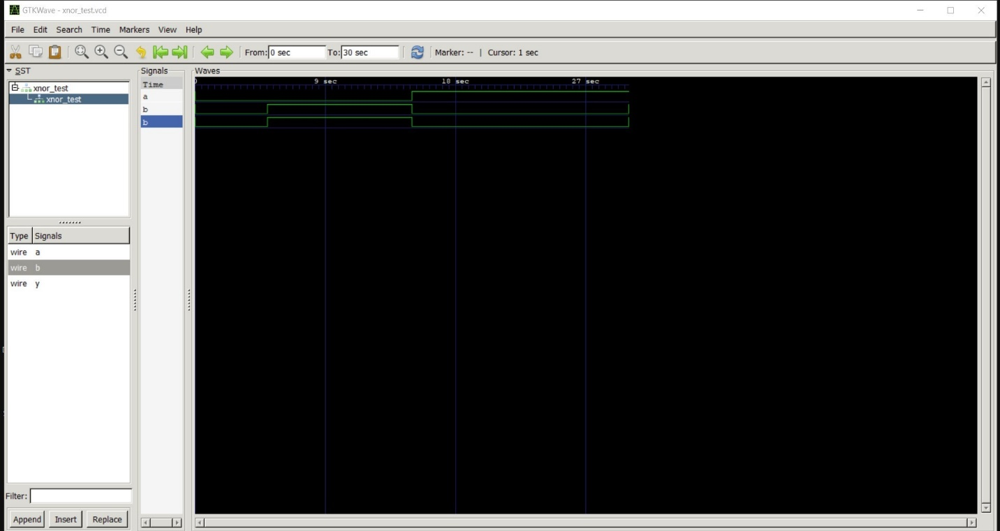 GTKWave - xnor_test.vcd
File Edit Search Time Markers View Help
From: 0 sec To: 30 sec Marker: -- | Cursor: 1 sec
SST
xnor_test
xnor_test
Type Signals
wire a
wire b
wire y
Filter:
Append Insert Replace
Signals
Time
a
b
b
Waves
0 9 sec 18 sec 27 sec